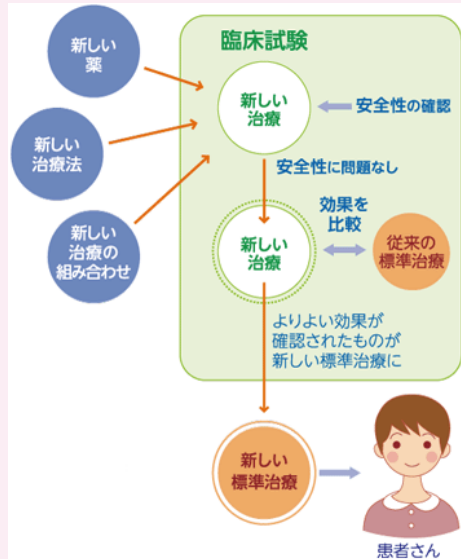 新しい
薬
新しい
治療法
新しい
治療の
組み合わせ
臨床試験
新しい
治療
安全性の確認
安全性に問題なし
新しい
治療
効果を
比較
従来の
標準治療
よりよい効果が
確認されたものが
新しい標準治療に
新しい
標準治療
患者さん